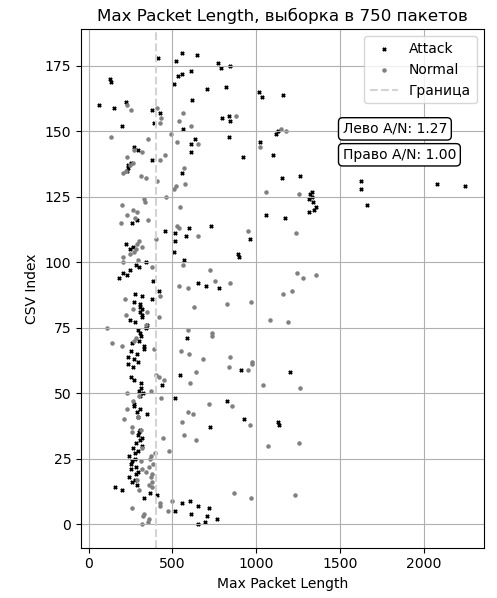 Max Packet Length, выборка в 750 пакетов
Attack
Normal
Граница
Лево A/N: 1.27
Право A/N: 1.00
CSV Index
175
150
125
100
75
50
25
0
0
500
1000
1500
2000
Max Packet Length